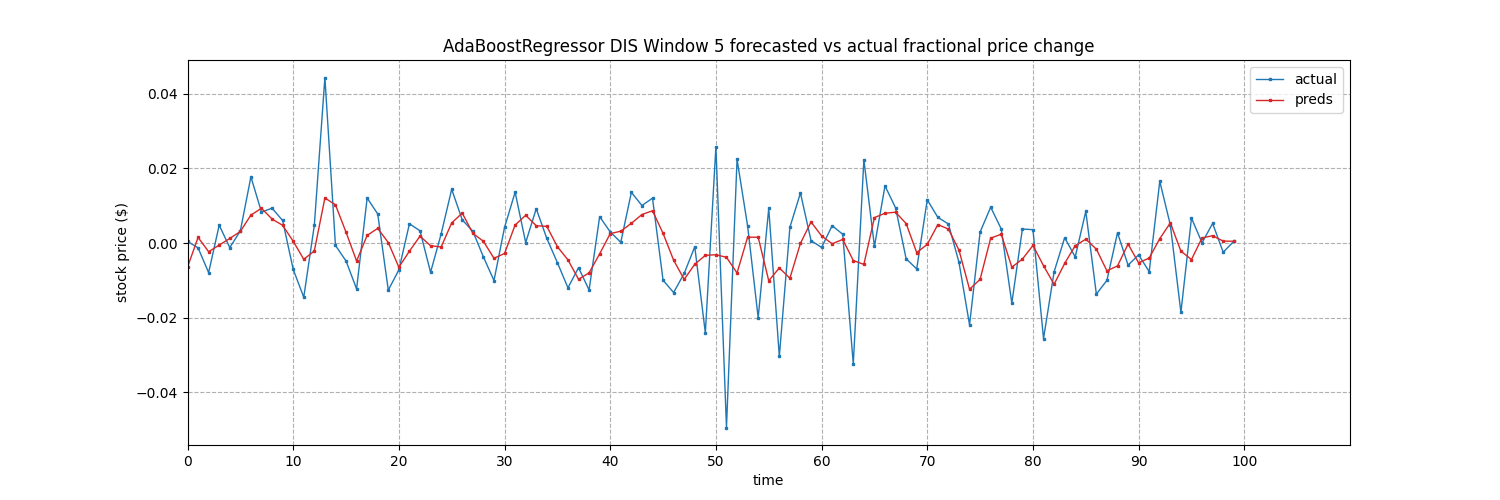 AdaBoostRegressor DIS Window 5 forecasted vs actual fractional price change
actual
preds
0.04
0.02
0.00
−0.02
−0.04
stock price ($)
0 10 20 30 40 50 60 70 80 90 100
time